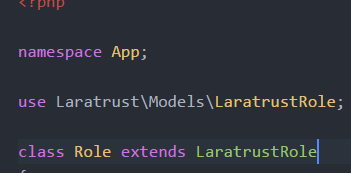 <?php
namespace App;
use Laratrust\Models\LaratrustRole;
class Role extends LaratrustRole
{